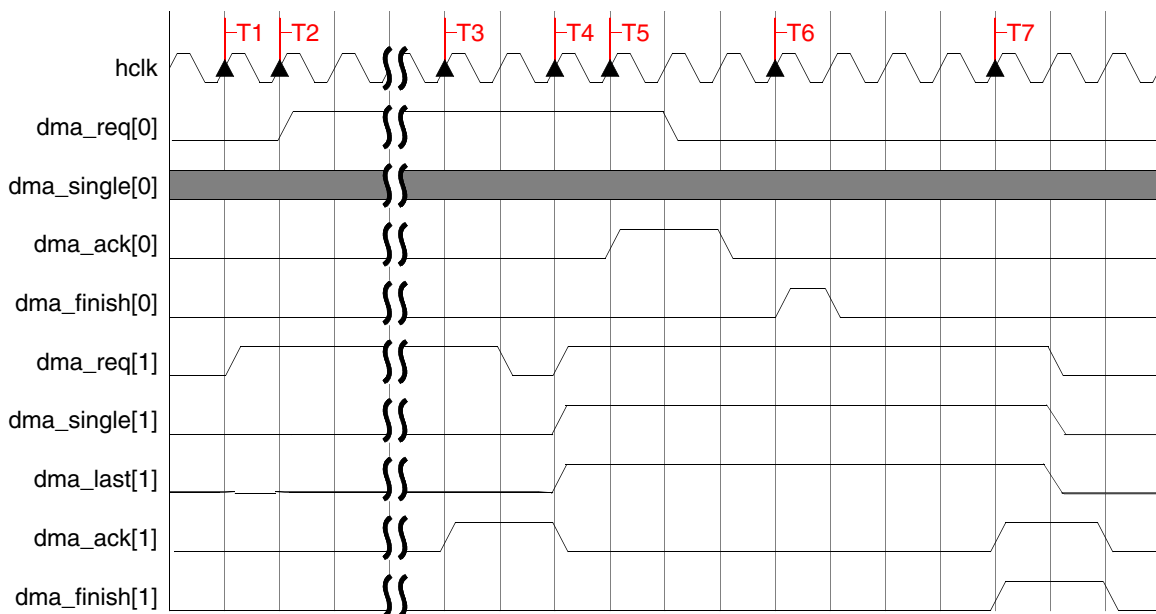 T1 T2 T3 T4 T5 T6 T7
hclk
dma_req[0]
dma_single[0]
dma_ack[0]
dma_finish[0]
dma_req[1]
dma_single[1]
dma_last[1]
dma_ack[1]
dma_finish[1]